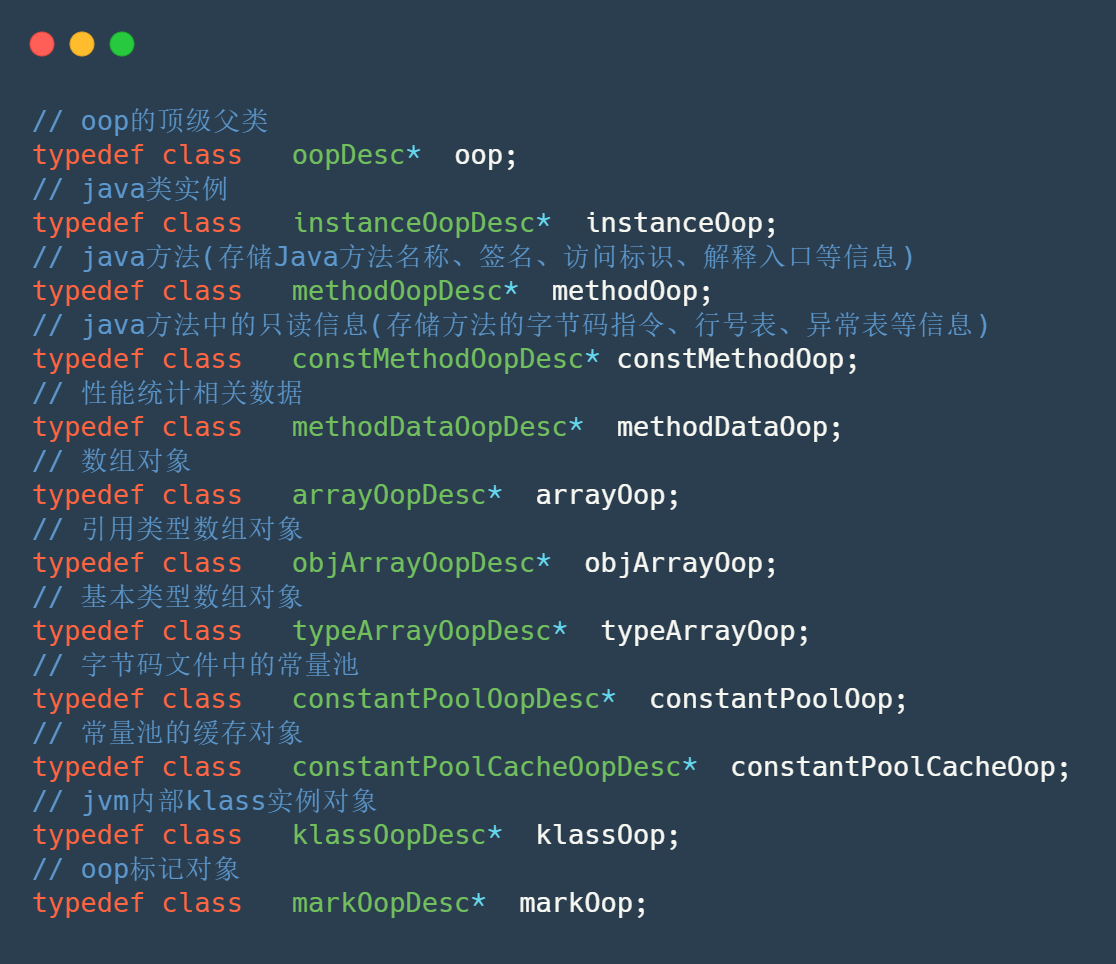 // oop的顶级父类
typedef class   oopDesc*  oop;
// java类实例
typedef class   instanceOopDesc*  instanceOop;
// java方法(存储Java方法名称、签名、访问标识、解释入口等信息)
typedef class   methodOopDesc*  methodOop;
// java方法中的只读信息(存储方法的字节码指令、行号表、异常表等信息)
typedef class   constMethodOopDesc* constMethodOop;
// 性能统计相关数据
typedef class   methodDataOopDesc*  methodDataOop;
// 数组对象
typedef class   arrayOopDesc*  arrayOop;
// 引用类型数组对象
typedef class   objArrayOopDesc*  objArrayOop;
// 基本类型数组对象
typedef class   typeArrayOopDesc*  typeArrayOop;
// 字节码文件中的常量池
typedef class   constantPoolOopDesc*  constantPoolOop;
// 常量池的缓存对象
typedef class   constantPoolCacheOopDesc*  constantPoolCacheOop;
// jvm内部klass实例对象
typedef class   klassOopDesc*  klassOop;
// oop标记对象
typedef class   markOopDesc*  markOop;